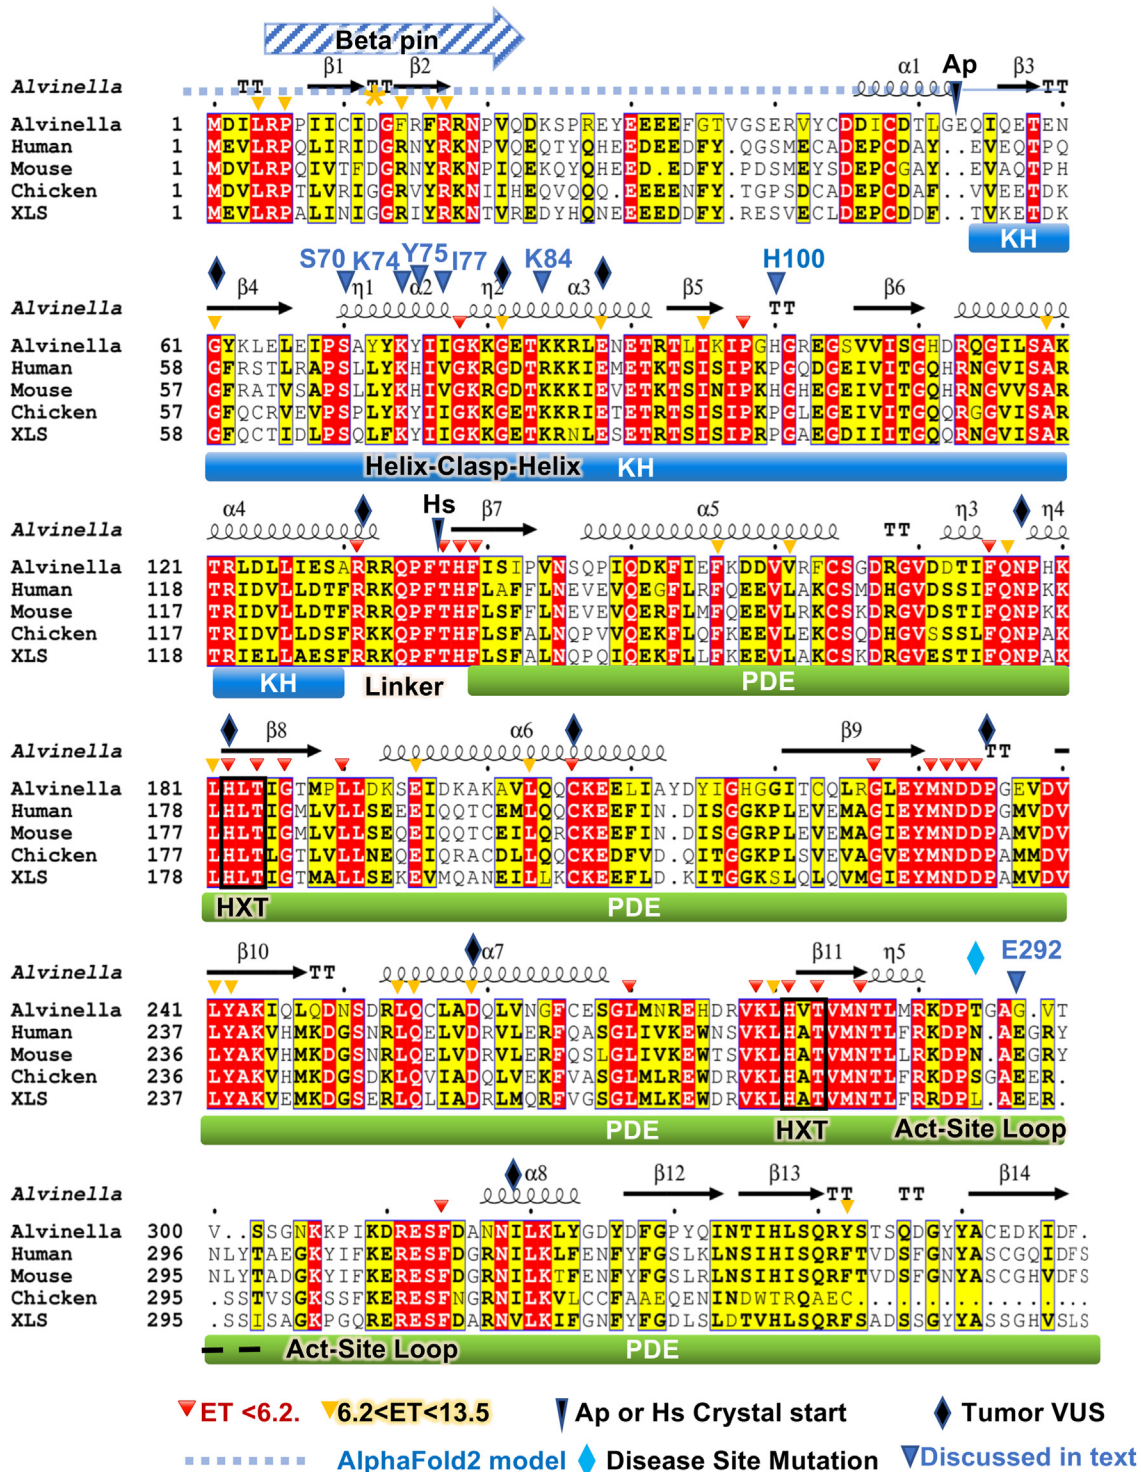 Beta pin
Alvinella TT β1 TT β2 α1 Ap β3 TT
Alvinella 1 MDILRPPIICIDGFRFRRNPVQDKSPREYEEEEFGTVGSERVYCDDICDTLGEQIQETEN
Human 1 MEVLRPQLIRIDGRNYRKNPVQEQTYQHEEDEEDFY.QGSMECADEPCDAY..EVEQTPQ
Mouse 1 MDVLRPQIVTFDGRNYRKNPIQEKQYQHEED.EDFY.PDSMEYSDEPCGAY..EVAQTPH
Chicken 1 MDVLRPTLVRIGGRVYRKNIIHEQVQQQ.EEEENFY.TGPSDCADEPCDAF..VVEETDK
XLS 1 MEVLRPALINIGGRIYRKNTVREDYHQNEEEEDDFY.RESVECLDEPCDDF..TVKETDK
KH
S70 K74 Y75 I77 K84 H100
Alvinella β4 η1 α2 η2 α3 β5 TT β6
Alvinella 61 GYKLELEIPSAYYKYIIGKKGETKKRLENETRTLIKIPGHGREGSVVISGHDRQGILSAK
Human 58 GFRSTLRAPSLLYKHIVGKRGDTRKKIEMETKTSISIPKPGQDGEIVITGQHRNGVISAR
Mouse 57 GFRATVSAPSLLYKHIVGKRGDTKKKIEVETKTSINIPKPGQEGEIVITGQHRNGVVSAR
Chicken 57 GFQCRVEVPSPLYKYIIGKKGETKKRIETETRTSISIPKPGLEGEIVITGQQRGGVISAR
XLS 58 GFQCTIDLPSQLFKYIIGKKGETKRNLESETRTSISIPRPGAEGDIIITGQQRNGVISAR
Helix-Clasp-Helix KH
Alvinella α4 Hs β7 α5 TT η3 η4
Alvinella 121 TRLDLLIESARRRQPFTHFISIPVNSQPIQDKFIEFKDDVVRFCSGDRGVDDTIFQNPHK
Human 118 TRIDVLLDTFRRKQPFTHFLAFFLNEVEVQEGFLRFQEEVLAKCSMDHGVDSSIFQNPKK
Mouse 117 TRIDVLLDTFRRKQPFTHFLSFFLNEVEVQERFLMFQEEVLRKCSKDRGVDSTIFQNPKK
Chicken 117 TRIDVLLDSFRKKQPFTHFLSFALNQPVVQEKFLQFKEEVLEKCSQDHGVSSSLFQNPAK
XLS 118 TRIELLAESFRRKQPFTHFLSFALNQPQIQEKFLLFKEEVLAKCSKDRGVESTIFQNPAK
KH Linker PDE
Alvinella β8 α6 β9 TT
Alvinella 181 LHLTIGTMPLLDKSEIDKAKAVLQQCKEELIAYDYIGHGGITCQLRGLEYMNDDPGEVDV
Human 178 LHLTIGMLVLLSEEEIQQTCEMLQQCKEEFIN.DISGGKPLEVEMAGIEYMNDDPAMVDV
Mouse 177 LHLTIGMLVLLSEQEIQQTCEILQRCKEEFIN.DISGGRPLEVEMAGIEYMNDDPAMVDV
Chicken 177 LHLTLGTLVLLNEQEIQRACDLLQQCKEDFVD.QITGGKPLSVEVAGVEYMNDDPAMMDV
XLS 178 LHLTIGTMALLSEKEVMQANEILLKCKEEFLD.KITGGKSLQLQVMGIEYMNDDPAMVDV
HXT PDE
E292
Alvinella β10 TT α7 β11 η5
Alvinella 241 LYAKIQLQDNSDRLQCLADQLVNGFCESGLMNREHDRVKLHVTVMNTLMRKDPTGAG.VT
Human 237 LYAKVHMKDGSNRLQELVDRVLERFQASGLIVKEWNSVKLHATVMNTLFRKDPN.AEGRY
Mouse 236 LYAKVHMKDGSNRLQELVDRVLERFQSLGLIVKEWTSVKLHATVMNTLLRKDPN.AEGRY
Chicken 236 LYAKVHMKDGSDKLQVIADQLVEKFVASGLMLREWDRVKLHATVMNTLFRKDPSGAEER.
XLS 237 LYAKVEMKDGSERLQLIADRLMQRFVGSGLMLKEWDRVKLHATVMNTLFRRDPL.AEER.
PDE HXT Act-Site Loop
Alvinella α8 β12 β13 TT TT β14
Alvinella 300 V..SSGNKKPIKDRESFDANNILKLYGDYDFGPYQINTIHLSQRYSTSQDGYYACEDKIDF.
Human 296 NLYTAEGKYIFKERESFDGRNILKLFENFYFGSLKLNSIHISQRFTVDSFGNYASCGQIDFS
Mouse 295 NLYTADGKYIFKERESFDGRNILKTFENFYFGSLRLNSIHISQRFTVDSFGNYASCGHVDFS
Chicken 295 .SSTVSGKSSFKERESFNGRNILKVLCCFAAEQENINDWTRQAEC.................
XLS 295 .SSISAGKPGQRERESFDARNVLKIFGNFYFGDLSLDTVHLSQRFSADSSGYYASSGHVSLS
Act-Site Loop PDE
ET <6.2. 6.2<ET<13.5 Ap or Hs Crystal start Tumor VUS
AlphaFold2 model Disease Site Mutation Discussed in text